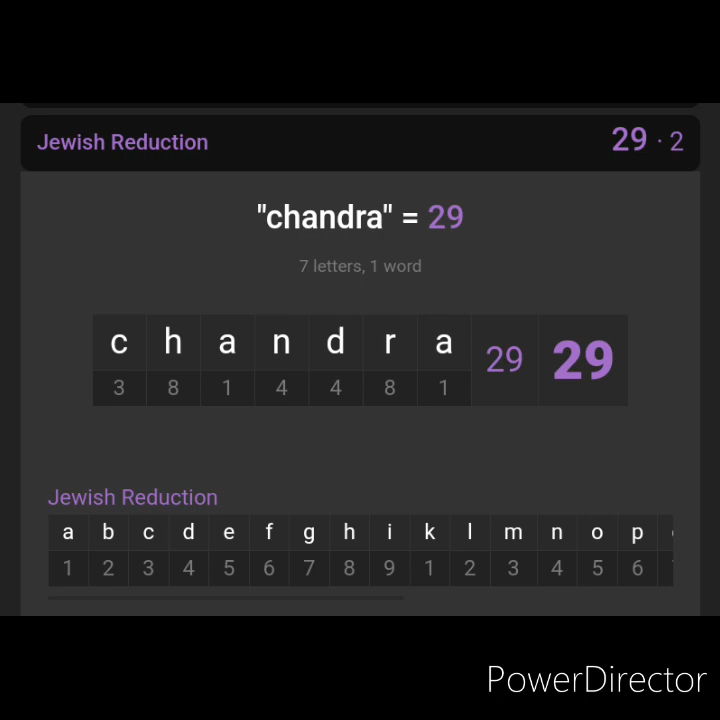 Jewish Reduction 29 · 2
"chandra" = 29
7 letters, 1 word
c h a n d r a 29 29
3 8 1 4 4 8 1
Jewish Reduction
a b c d e f g h i k l m n o p
1 2 3 4 5 6 7 8 9 1 2 3 4 5 6
PowerDirector